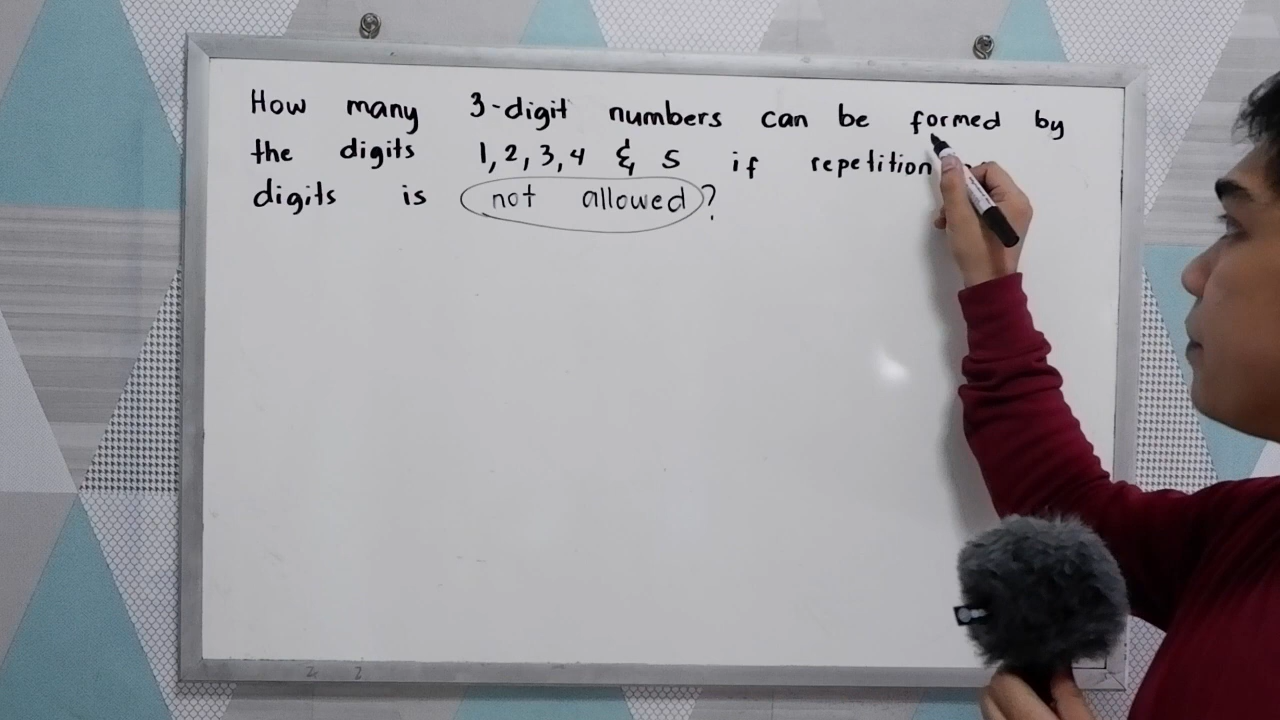 How many 3-digit numbers can be formed by
the digits 1, 2, 3, 4 & 5 if repetition
digits is not allowed?